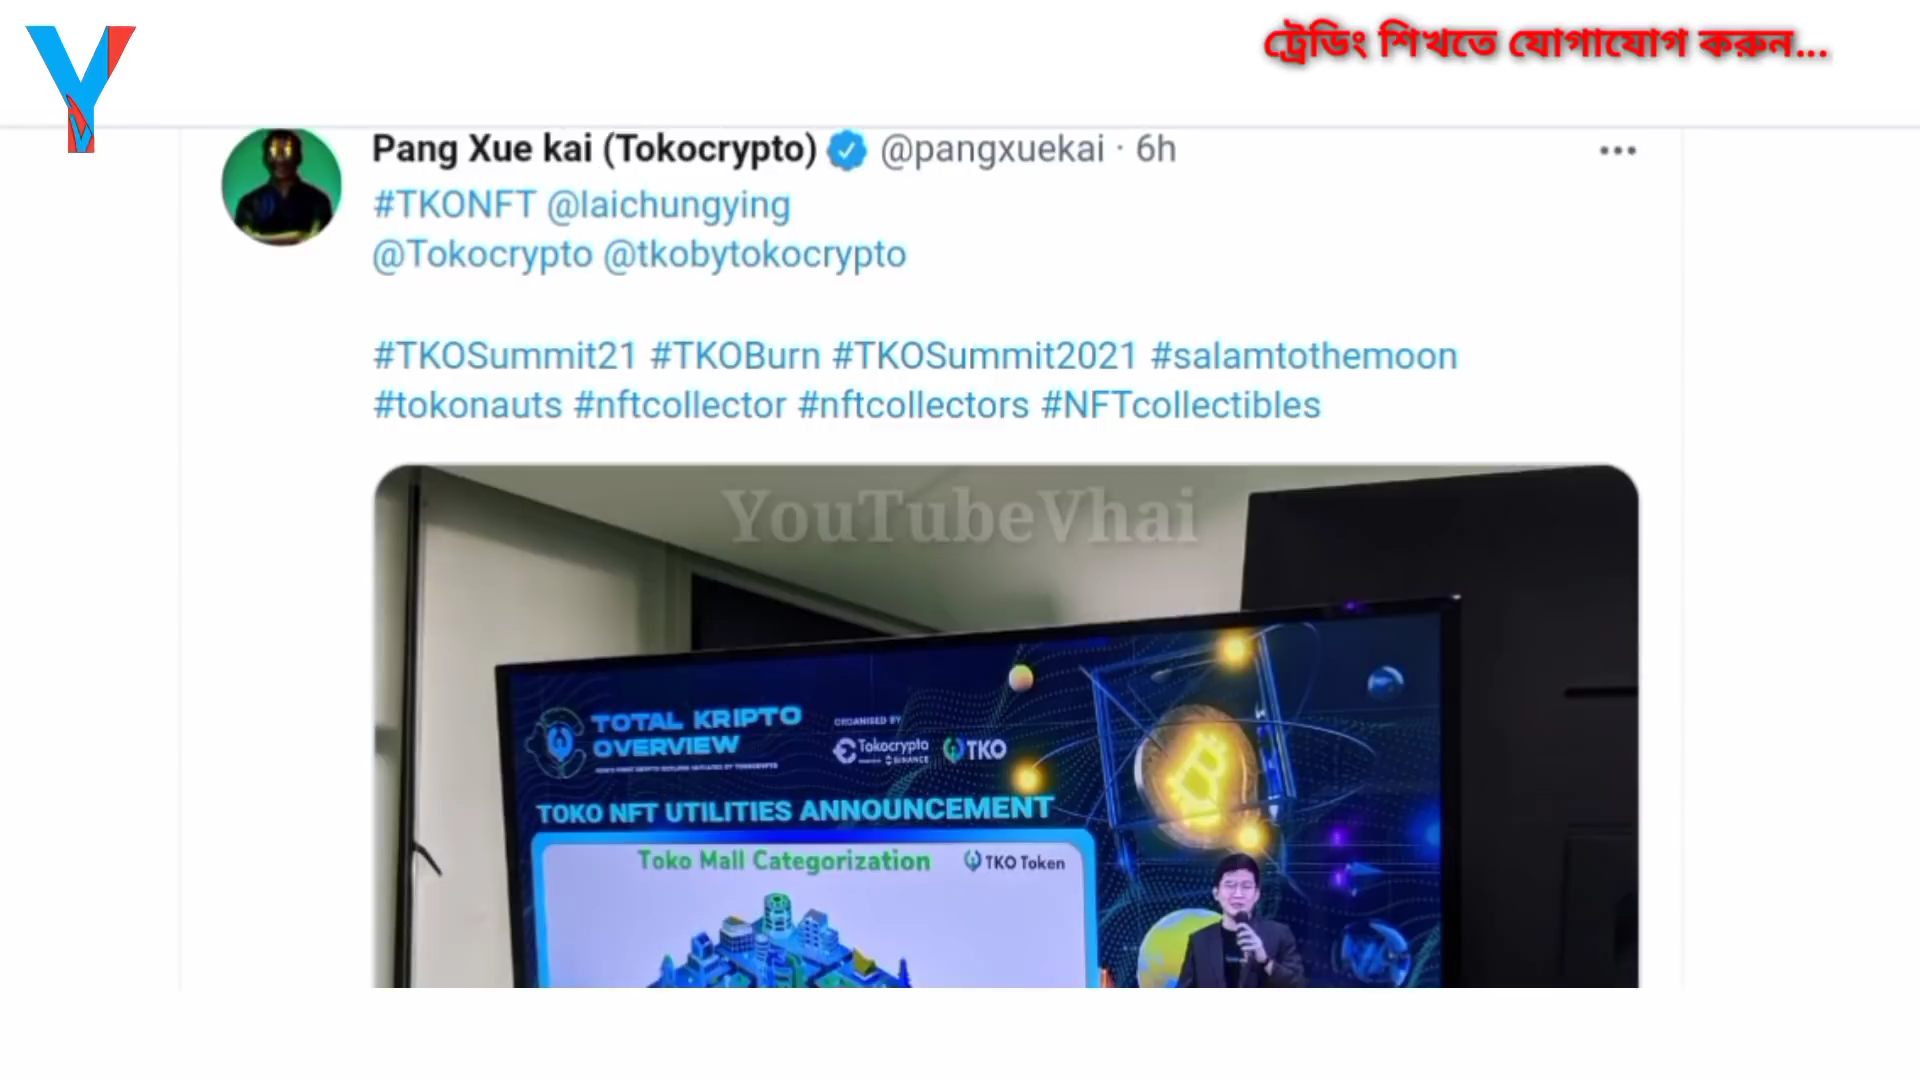 ট্রেডিং শিখতে যোগাযোগ করুন...
Pang Xue kai (Tokocrypto) @pangxuekai · 6h
#TKONFT @laichungying
@Tokocrypto @tkobytokocrypto
#TKOSummit21 #TKOBurn #TKOSummit2021 #salamtothemoon
#tokonauts #nftcollector #nftcollectors #NFTcollectibles
YouTubeVhai
TOTAL KRIPTO
OVERVIEW
ORGANISED BY
Tokocrypto
BINANCE
TKO
TOKO NFT UTILITIES ANNOUNCEMENT
Toko Mall Categorization
TKO Token